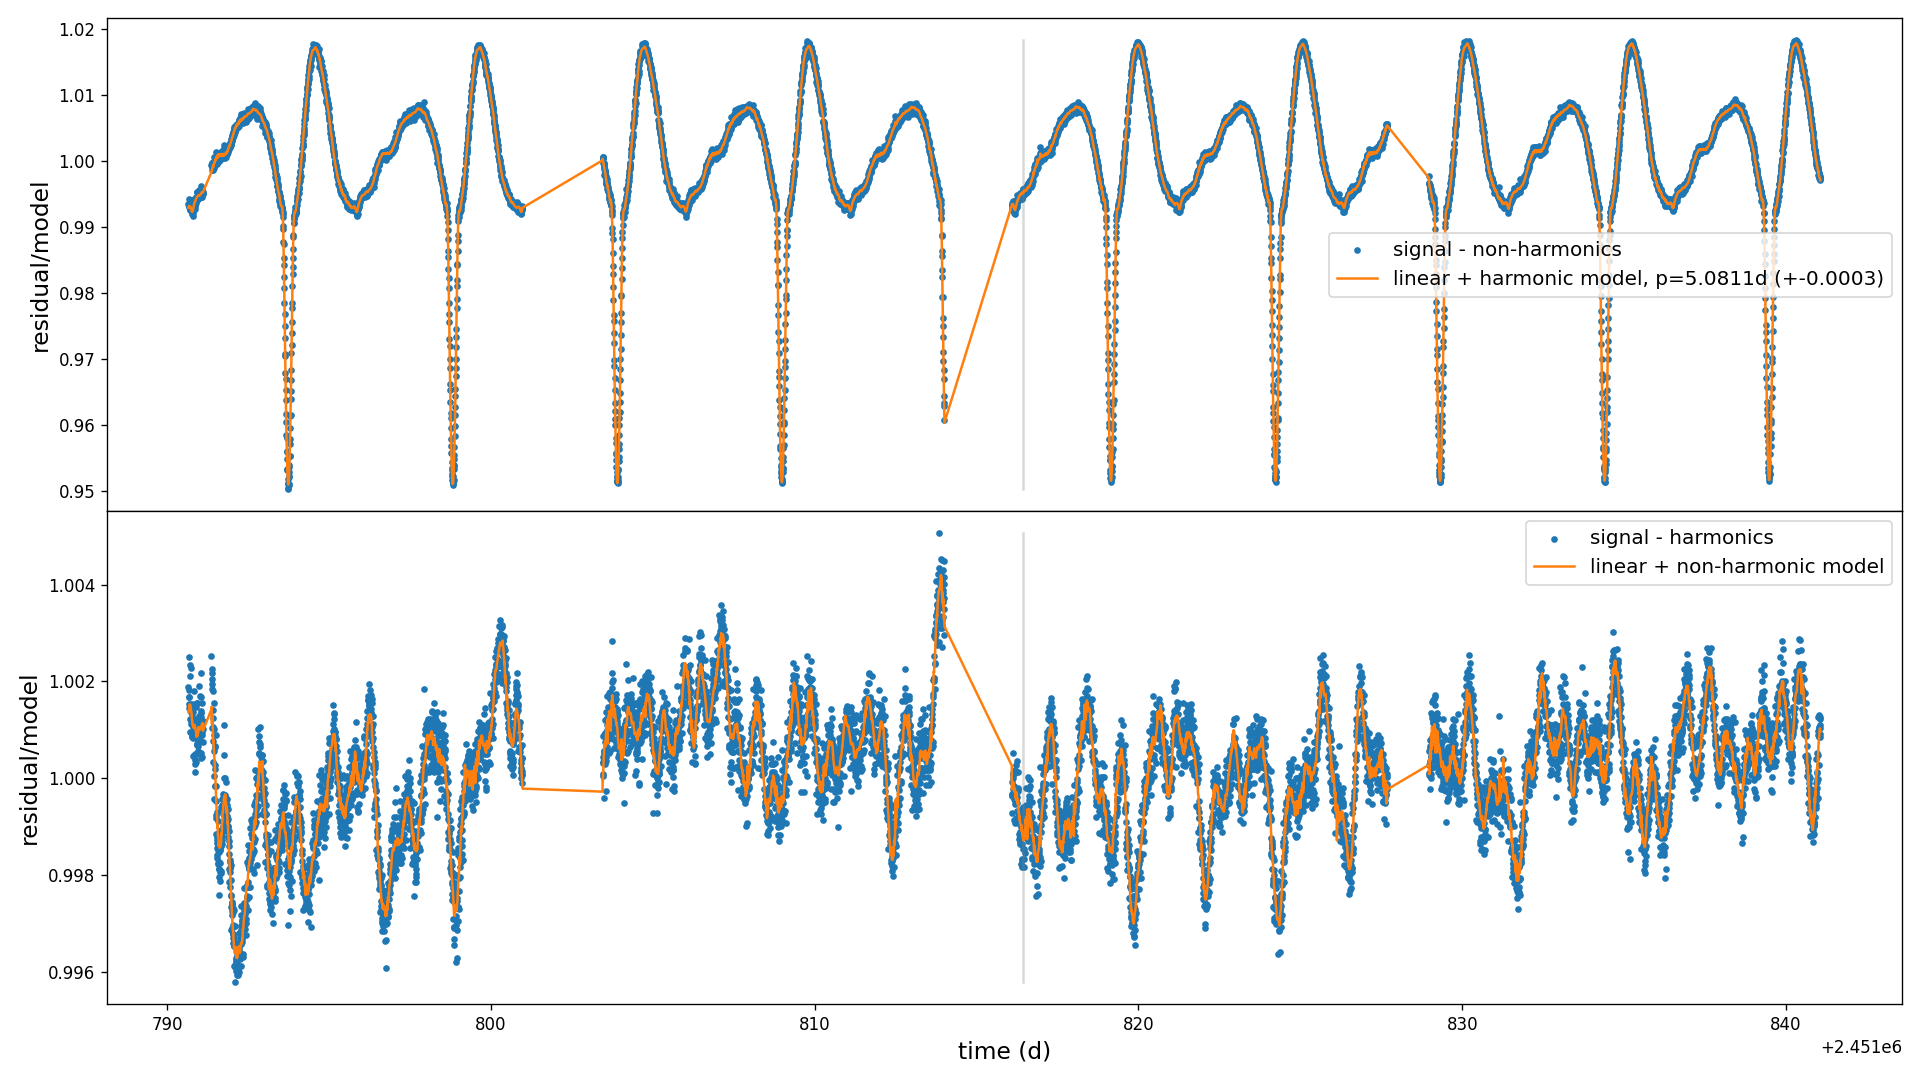 1.02
1.01
1.00
0.99
0.98
0.97
0.96
0.95
residual/model
signal - non-harmonics
linear + harmonic model, p=5.0811d (+-0.0003)
1.004
1.002
1.000
0.998
0.996
residual/model
signal - harmonics
linear + non-harmonic model
790 800 810 820 830 840
time (d)
+2.451e6